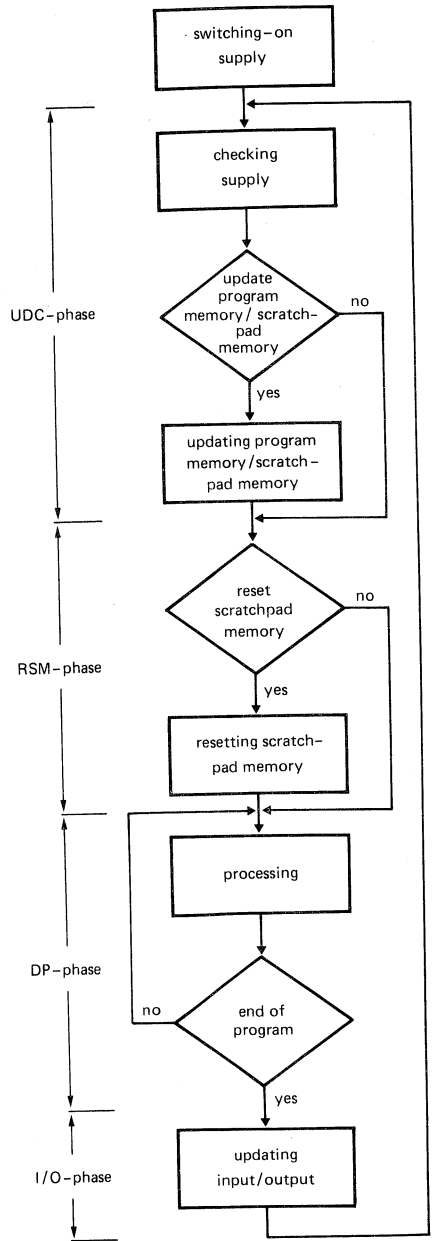 switching-on
supply
checking
supply
update
program
memory/scratch-
pad
memory
no
UDC-phase
yes
updating program
memory/scratch-
pad memory
reset
scratchpad
memory
no
RSM-phase
yes
resetting scratch-
pad memory
processing
DP-phase
end of
program
no
yes
updating
input/output
I/O-phase